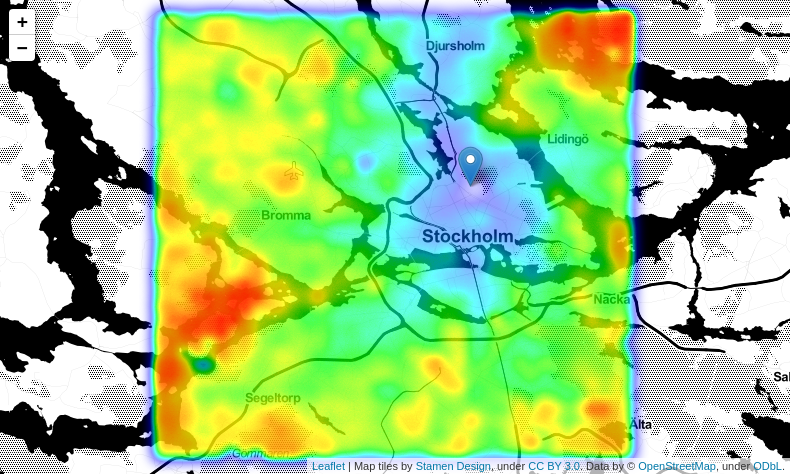 +
−
Djursholm
Lidingö
Bromma
Stockholm
Nacka
Segeltorp
Älta
Leaflet | Map tiles by Stamen Design, under CC BY 3.0. Data by © OpenStreetMap, under ODbL.